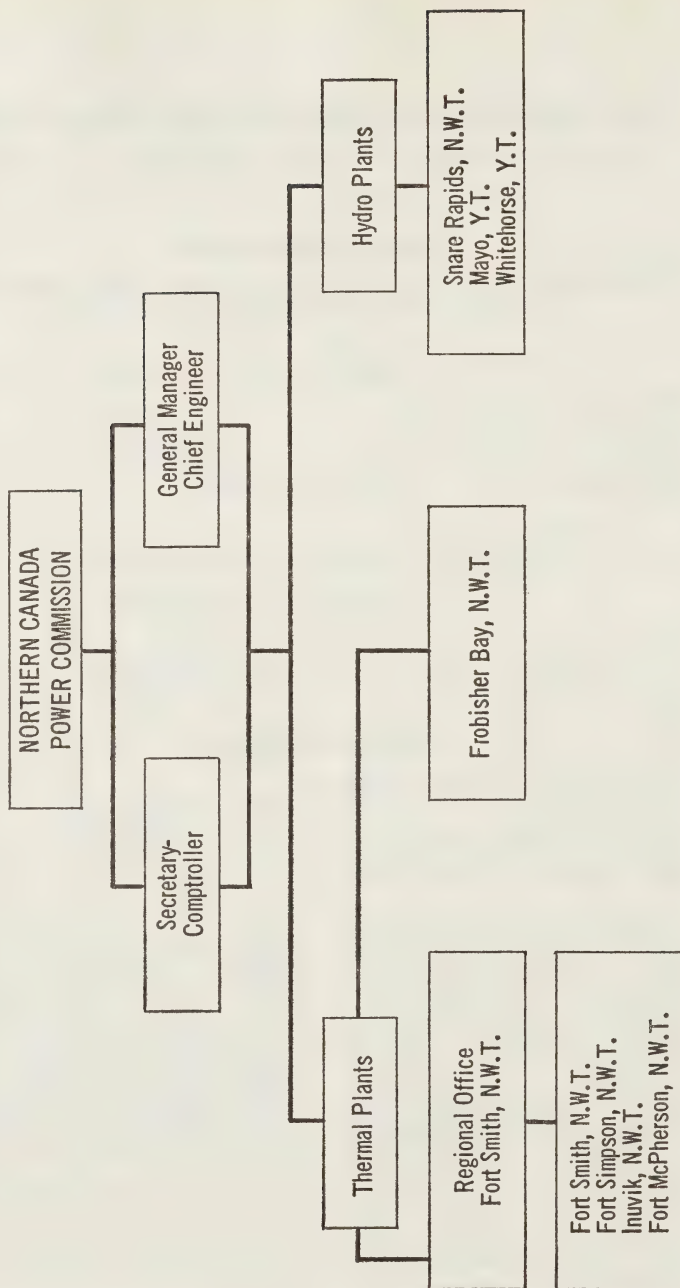 NORTHERN CANADA
POWER COMMISSION
Secretary-
Comptroller
General Manager
Chief Engineer
Thermal Plants
Hydro Plants
Regional Office
Fort Smith, N.W.T.
Frobisher Bay, N.W.T.
Snare Rapids, N.W.T.
Mayo, Y.T.
Whitehorse, Y.T.
Fort Smith, N.W.T.
Fort Simpson, N.W.T.
Inuvik, N.W.T.
Fort McPherson, N.W.T.